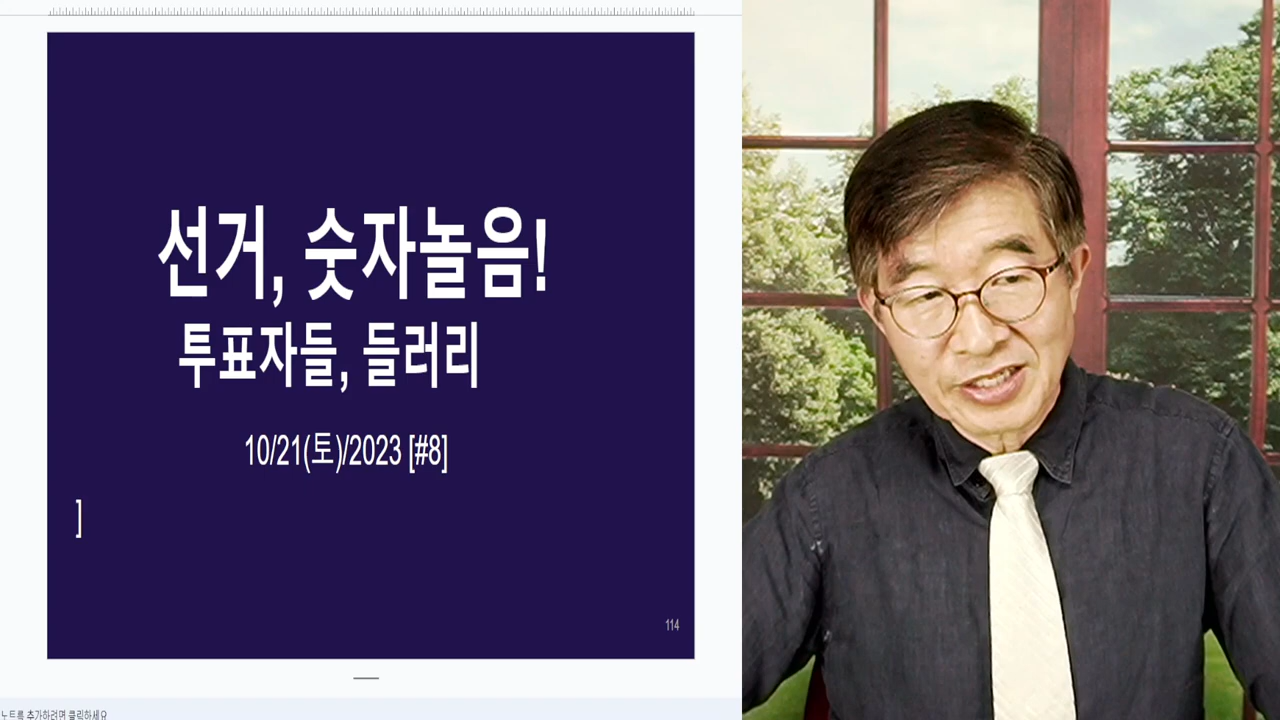 선거, 숫자놀음!
투표자들, 들러리
10/21(토)/2023 [#8]
]
114
노트를 추가하려면 클릭하세요